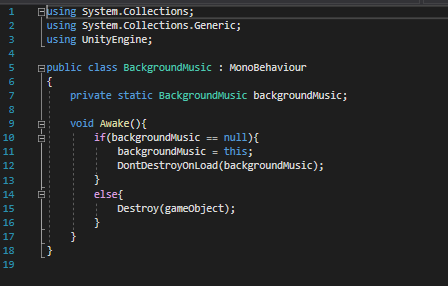 1 using System.Collections;
2 using System.Collections.Generic;
3 using UnityEngine;
4
5 public class BackgroundMusic : MonoBehaviour
6 {
7     private static BackgroundMusic backgroundMusic;
8
9     void Awake(){
10         if(backgroundMusic == null){
11             backgroundMusic = this;
12             DontDestroyOnLoad(backgroundMusic);
13         }
14         else{
15             Destroy(gameObject);
16         }
17     }
18 }
19